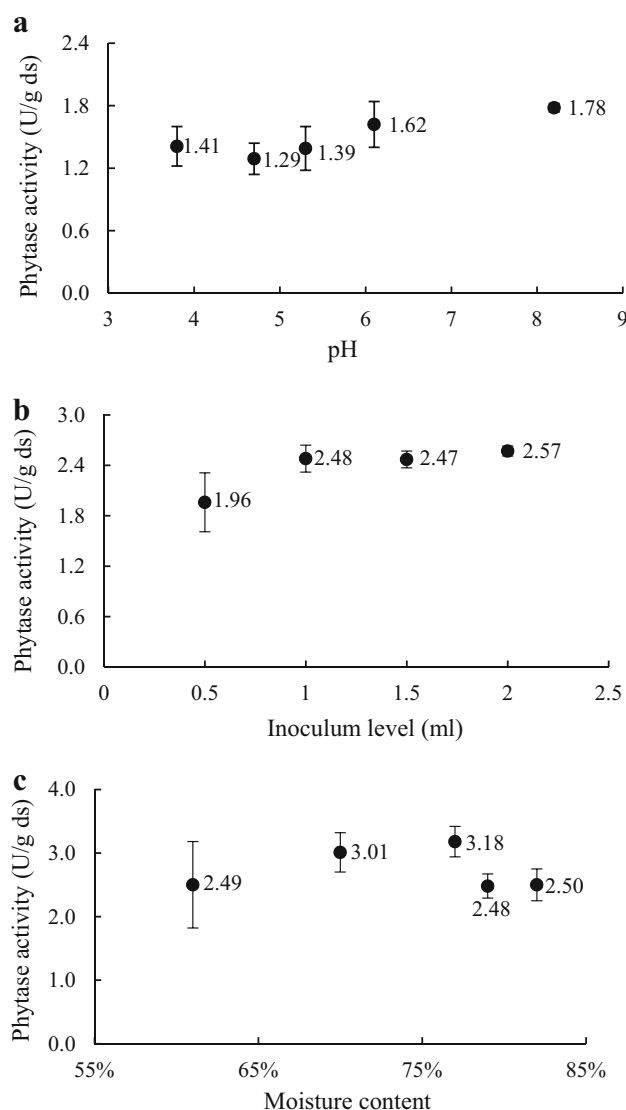 a
Phytase activity (U/g ds)
2.4
1.8
1.2
0.6
0.0
1.41
1.29
1.39
1.62
1.78
3 4 5 6 7 8 9
pH
b
Phytase activity (U/g ds)
3.0
2.4
1.8
1.2
0.6
0.0
1.96
2.48
2.47
2.57
0 0.5 1 1.5 2 2.5
Inoculum level (ml)
c
Phytase activity (U/g ds)
4.0
3.0
2.0
1.0
0.0
2.49
3.01
3.18
2.48
2.50
55% 65% 75% 85%
Moisture content